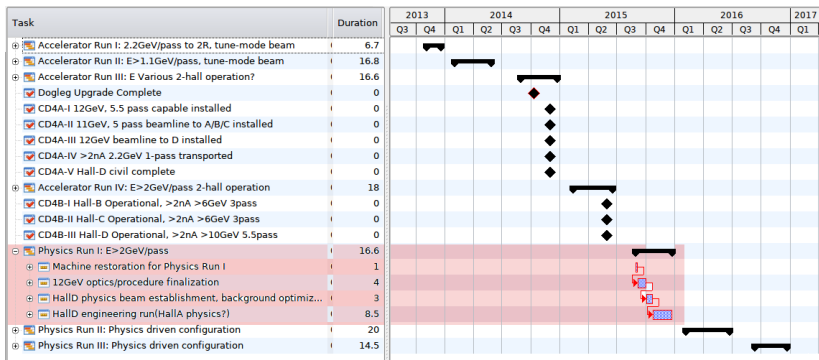 Task Duration 2013 2014 2015 2016 2017
Q3 Q4 Q1 Q2 Q3 Q4 Q1 Q2 Q3 Q4 Q1 Q2 Q3 Q4 Q1
Accelerator Run I: 2.2GeV/pass to 2R, tune-mode beam 6.7
Accelerator Run II: E>1.1GeV/pass, tune-mode beam 16.8
Accelerator Run III: E Various 2-hall operation? 16.6
Dogleg Upgrade Complete 0
CD4A-I 12GeV, 5.5 pass capable installed 0
CD4A-II 11GeV, 5 pass beamline to A/B/C installed 0
CD4A-III 12GeV beamline to D installed 0
CD4A-IV >2nA 2.2GeV 1-pass transported 0
CD4A-V Hall-D civil complete 0
Accelerator Run IV: E>2GeV/pass 2-hall operation 18
CD4B-I Hall-B Operational, >2nA >6GeV 3pass 0
CD4B-II Hall-C Operational, >2nA >6GeV 3pass 0
CD4B-III Hall-D Operational, >2nA >10GeV 5.5pass 0
Physics Run I: E>2GeV/pass 16.6
Machine restoration for Physics Run I 1
12GeV optics/procedure finalization 4
HallD physics beam establishment, background optimiz... 3
HallD engineering run(HallA physics?) 8.5
Physics Run II: Physics driven configuration 20
Physics Run III: Physics driven configuration 14.5